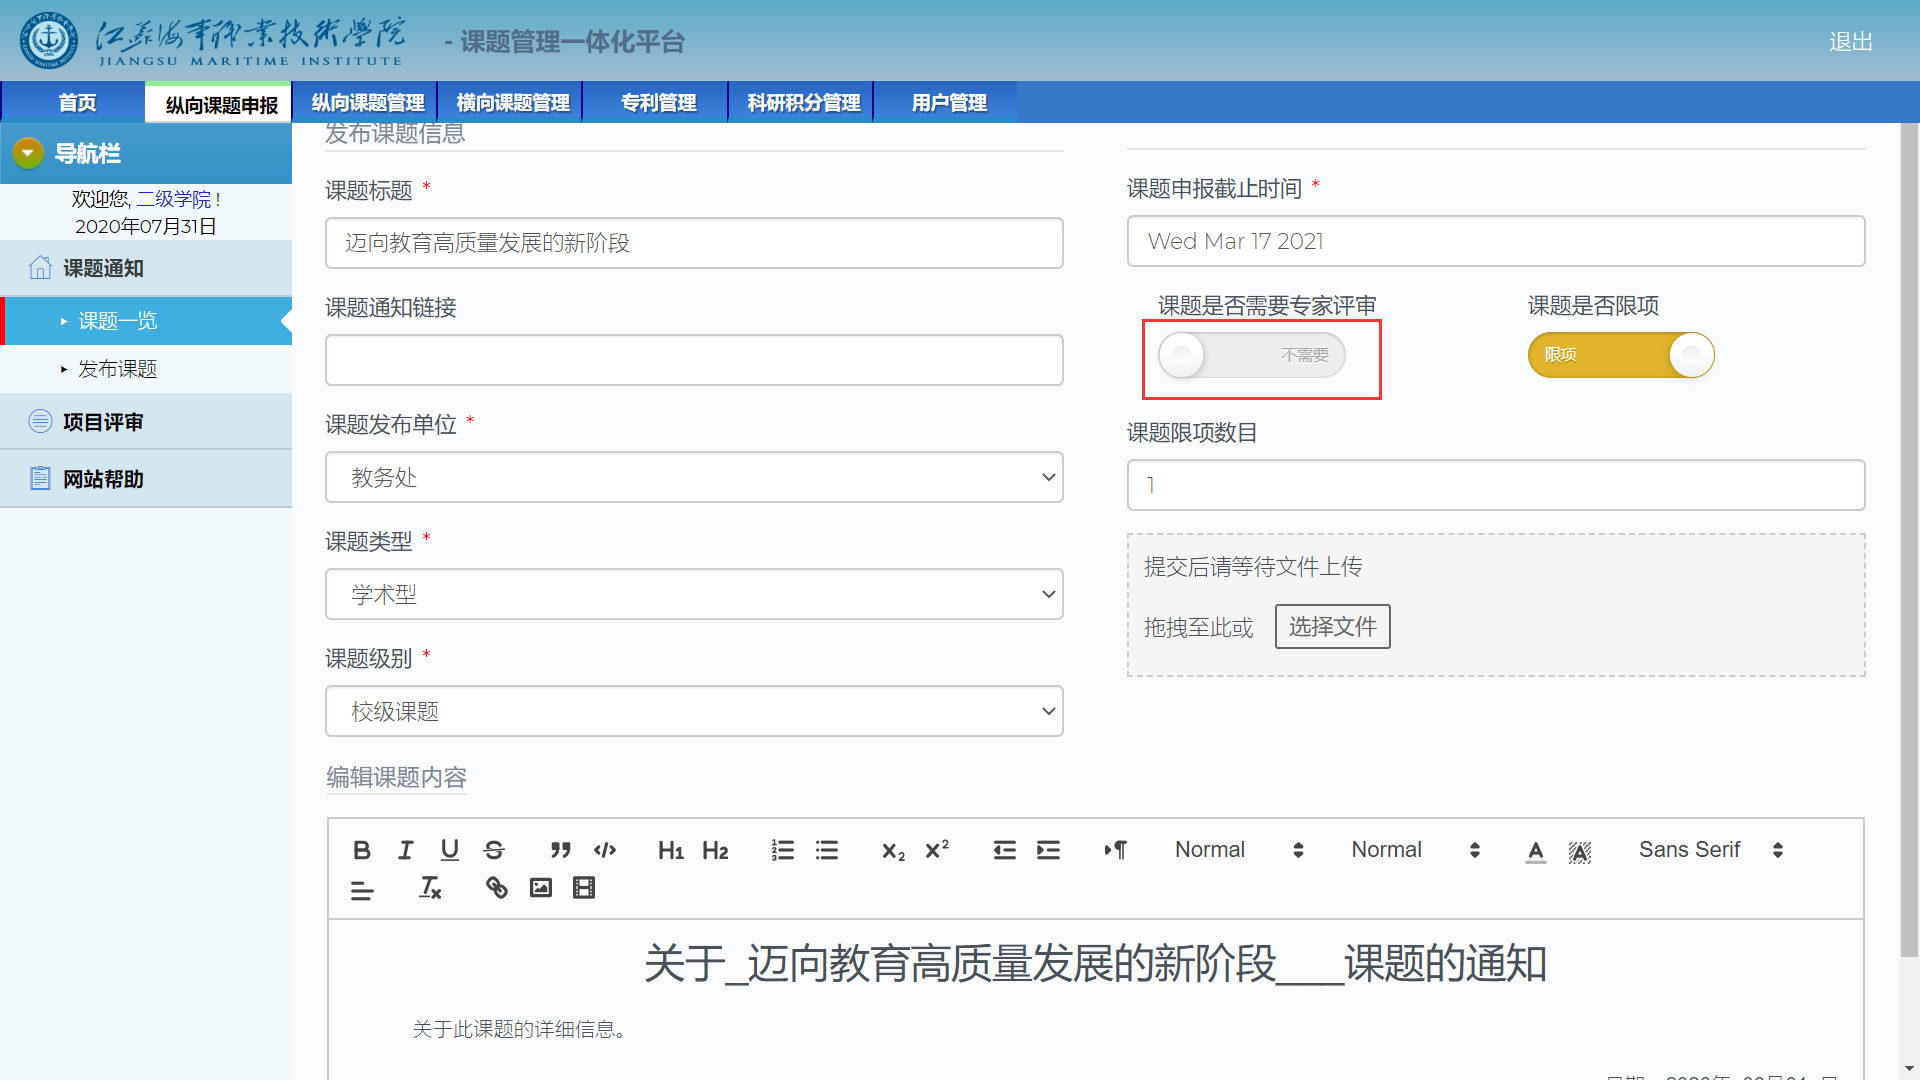 江苏海事职业技术学院
JIANGSU MARITIME INSTITUTE
- 课题管理一体化平台
退出
首页
纵向课题申报
纵向课题管理
横向课题管理
专利管理
科研积分管理
用户管理
导航栏
欢迎您, 二级学院 !
2020年07月31日
课题通知
课题一览
发布课题
项目评审
网站帮助
发布课题信息
课题标题 *
迈向教育高质量发展的新阶段
课题通知链接
课题发布单位 *
教务处
课题类型 *
学术型
课题级别 *
校级课题
课题申报截止时间 *
Wed Mar 17 2021
课题是否需要专家评审
不需要
课题是否限项
限项
课题限项数目
1
提交后请等待文件上传
拖拽至此或 选择文件
编辑课题内容
Normal
Normal
Sans Serif
关于_迈向教育高质量发展的新阶段___课题的通知
关于此课题的详细信息。